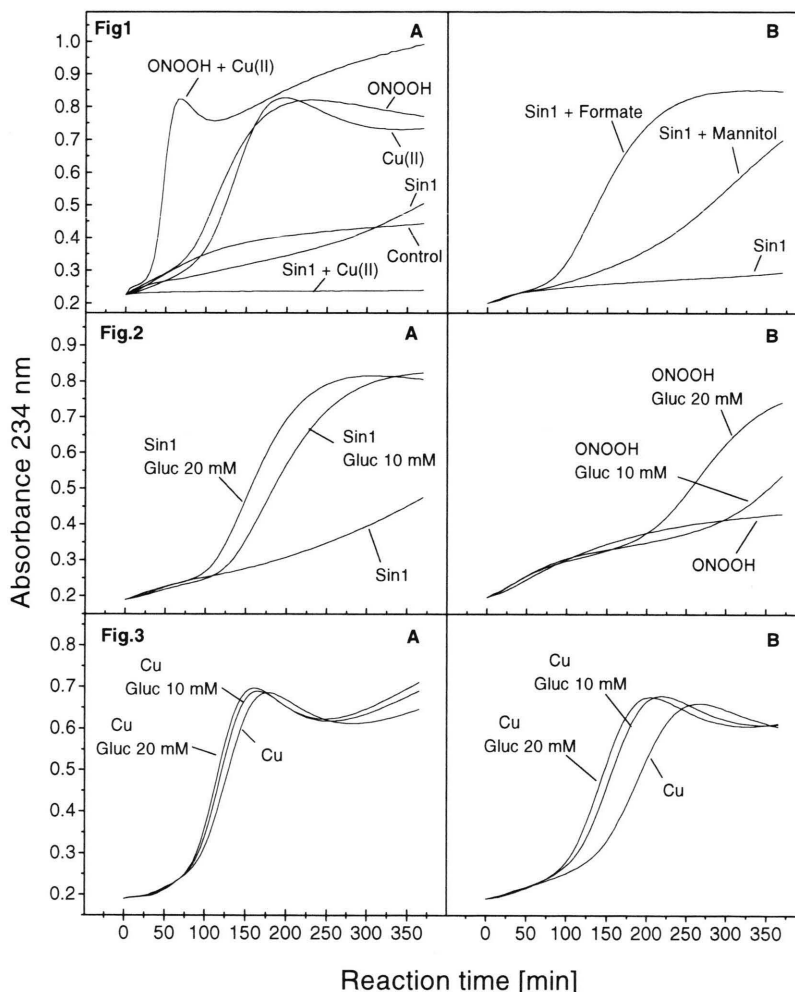 Fig1
A
B
1.0
0.9
0.8
0.7
0.6
0.5
0.4
0.3
0.2
ONOOH + Cu(II)
ONOOH
Cu(II)
Sin1
Control
Sin1 + Cu(II)
Sin1 + Formate
Sin1 + Mannitol
Sin1
Fig.2
A
B
0.9
0.8
0.7
0.6
0.5
0.4
0.3
0.2
Sin1
Gluc 20 mM
Sin1
Gluc 10 mM
Sin1
ONOOH
Gluc 20 mM
ONOOH
Gluc 10 mM
ONOOH
Absorbance 234 nm
Fig.3
A
B
0.8
0.7
0.6
0.5
0.4
0.3
0.2
Cu
Gluc 10 mM
Cu
Gluc 20 mM
Cu
Cu
Gluc 10 mM
Cu
Gluc 20 mM
Cu
0 50 100 150 200 250 300 350
0 50 100 150 200 250 300 350
Reaction time [min]